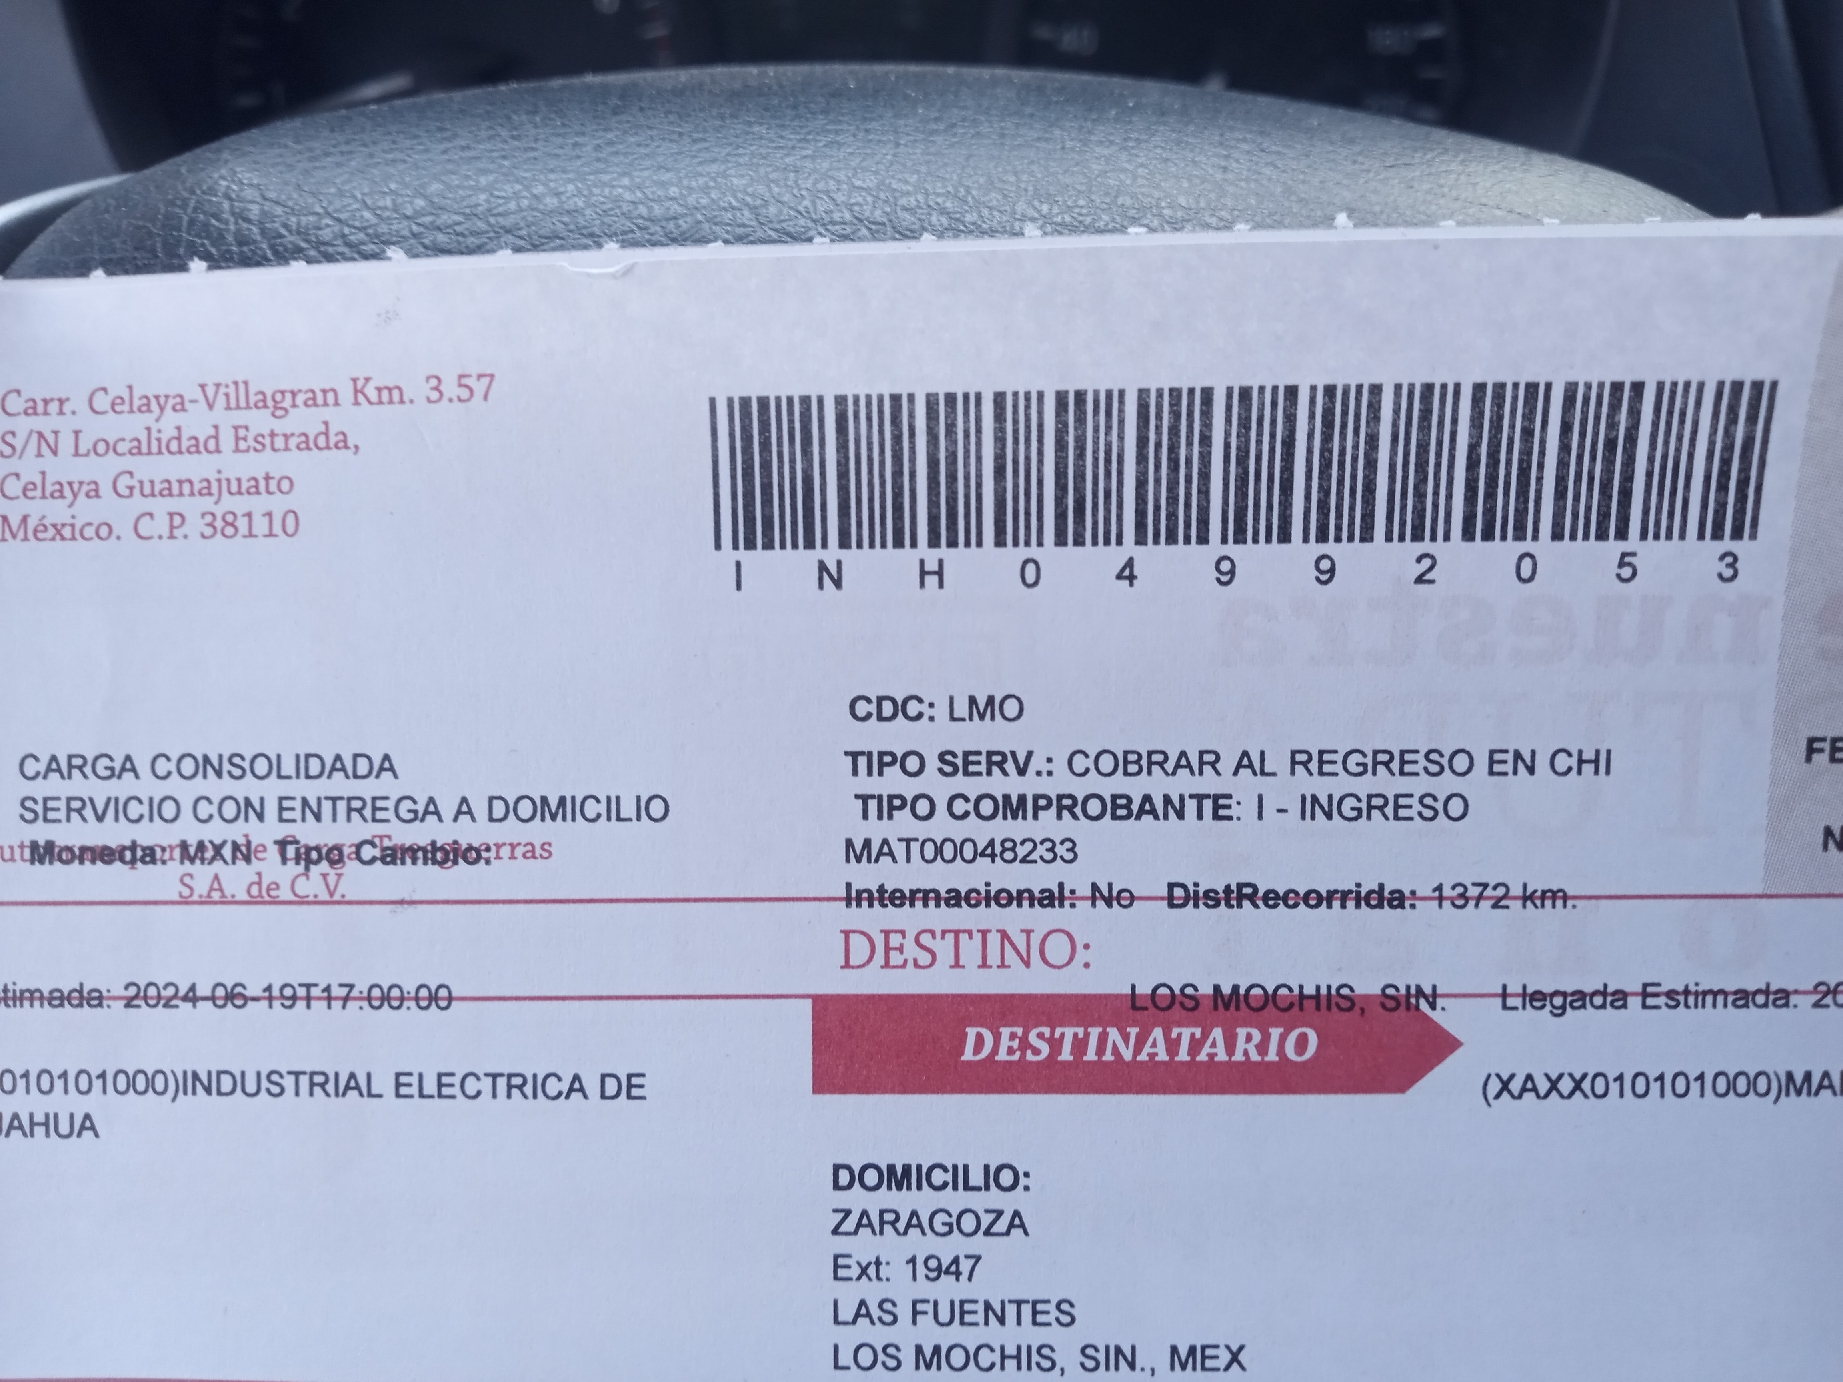 Carr. Celaya-Villagran Km. 3.57
S/N Localidad Estrada,
Celaya Guanajuato
México. C.P. 38110
I N H 0 4 9 9 2 0 5 3
CDC: LMO
CARGA CONSOLIDADA
TIPO SERV.: COBRAR AL REGRESO EN CHI
SERVICIO CON ENTREGA A DOMICILIO
TIPO COMPROBANTE: I - INGRESO
Moneda: MXN Tipo Cambio:
MAT00048233
S.A. de C.V.
Internacional: No DistRecorrida: 1372 km.
DESTINO:
timada: 2024-06-19T17:00:00
LOS MOCHIS, SIN. Llegada Estimada: 20
DESTINATARIO
010101000)INDUSTRIAL ELECTRICA DE
AHUA
(XAXX010101000)MA
DOMICILIO:
ZARAGOZA
Ext: 1947
LAS FUENTES
LOS MOCHIS, SIN., MEX